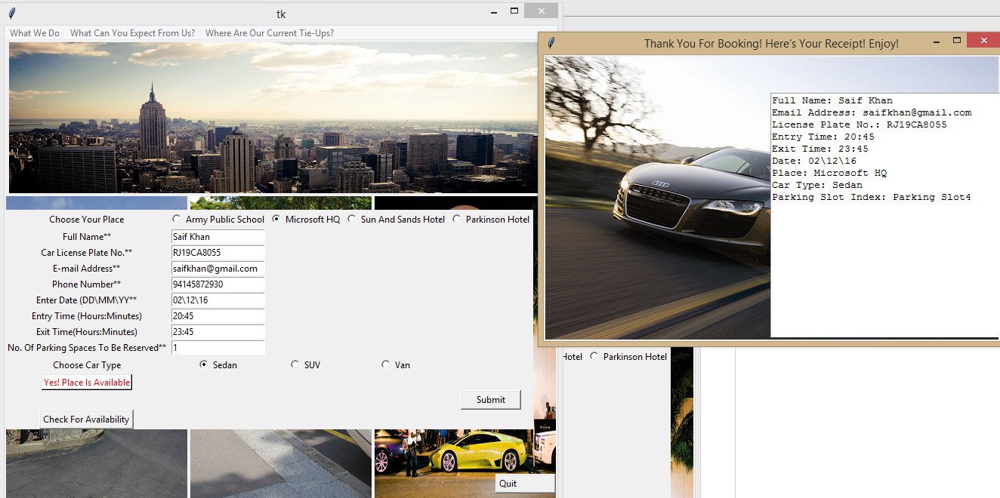 tk
What We Do What Can You Expect From Us? Where Are Our Current Tie-Ups?
Choose Your Place Army Public School Microsoft HQ Sun And Sands Hotel Parkinson Hotel
Full Name** Saif Khan
Car License Plate No.** RJ19CA8055
E-mail Address** saifkhan@gmail.com
Phone Number** 94145872930
Enter Date (DD\MM\YY** 02\12\16
Entry Time (Hours:Minutes) 20:45
Exit Time(Hours:Minutes) 23:45
No. Of Parking Spaces To Be Reserved** 1
Choose Car Type Sedan SUV Van
Yes! Place Is Available
Submit
Check For Availability
Quit
Thank You For Booking! Here's Your Receipt! Enjoy!
Full Name: Saif Khan
Email Address: saifkhan@gmail.com
License Plate No.: RJ19CA8055
Entry Time: 20:45
Exit Time: 23:45
Date: 02\12\16
Place: Microsoft HQ
Car Type: Sedan
Parking Slot Index: Parking Slot4
Hotel Parkinson Hotel